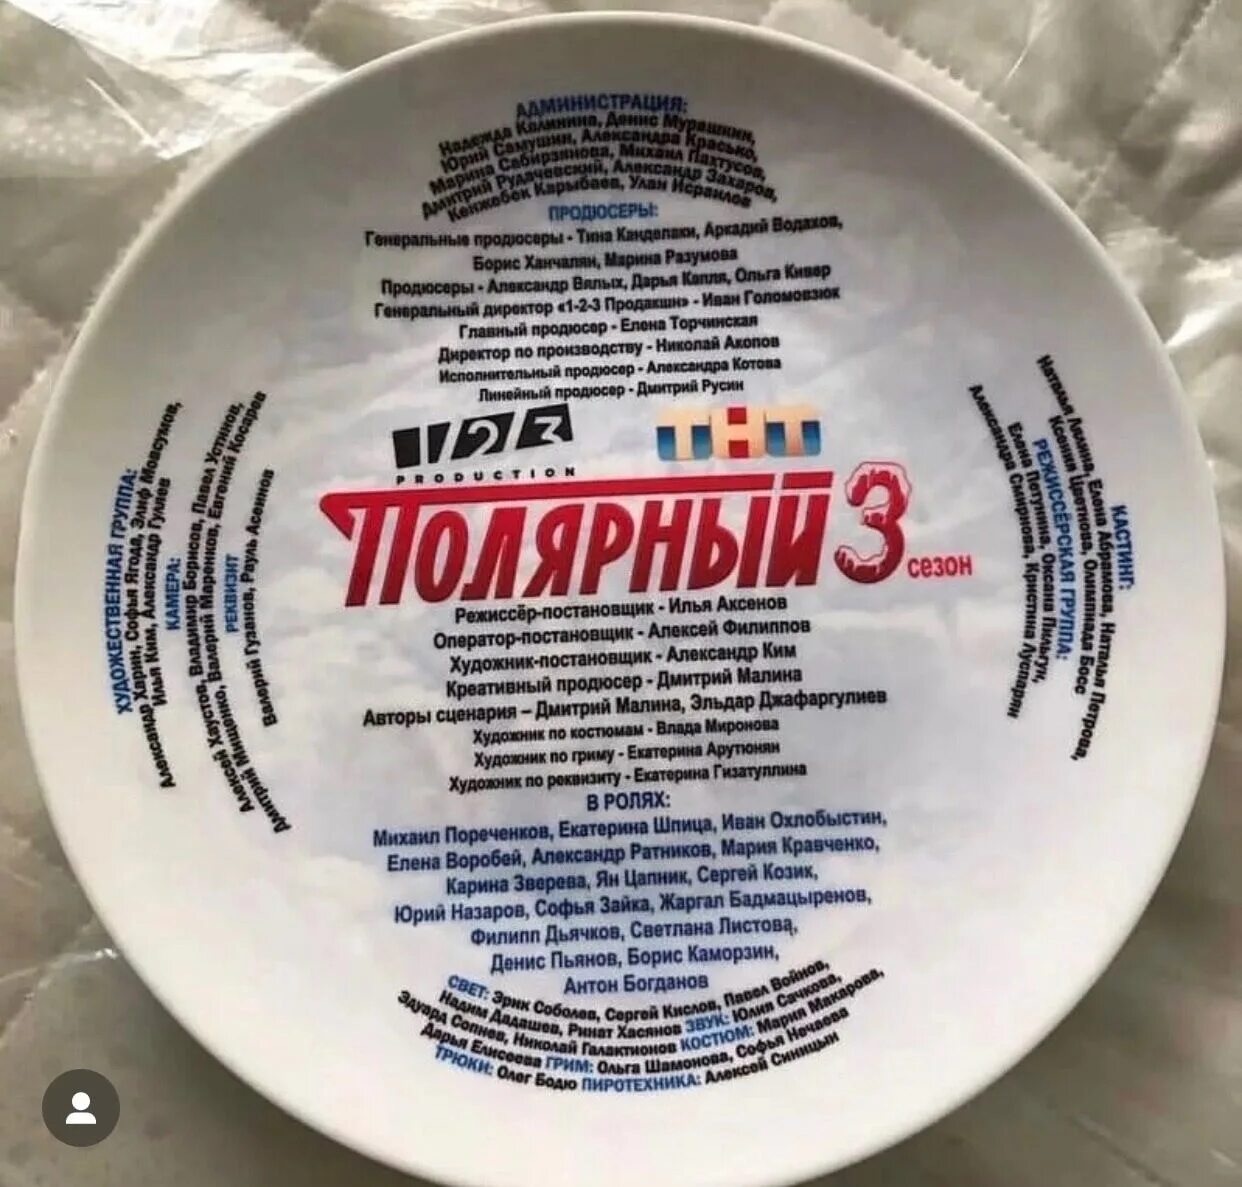 АДМИНИСТРАЦИЯ:
Надежда Калинина, Денис Мурашкин,
Юрий Самушин, Александра Красько,
Марина Сабирзянова, Михаил Пахтусов,
Дмитрий Рудачевский, Александр Захаров,
Кенжебек Карыбаев, Улан Исраилов
ПРОДЮСЕРЫ:
Генеральные продюсеры - Тина Канделаки, Аркадий Водахов,
Борис Ханчалян, Марина Разумова
Продюсеры - Александр Вялых, Дарья Капля, Ольга Кивер
Генеральный директор «1-2-3 Продакшн» - Иван Голомовзюк
Главный продюсер - Елена Торчинская
Директор по производству - Николай Акопов
Исполнительный продюсер - Александра Котова
Линейный продюсер - Дмитрий Русин
ХУДОЖЕСТВЕННАЯ ГРУППА:
Александр Харин, Софья Ягода, Элиф Мовсужков,
Илья Ким, Александр Гуляев
КАМЕРА:
Алексей Хаустов, Владимир Борисов, Павел Устинов,
Дмитрий Мищенко, Валерий Маренков, Евгений Косарев
РЕКВИЗИТ
Валерий Гузанов, Рауль Асеинов
123
PRODUCTION
ТНТ
ПОЛЯРНЫЙ 3
сезон
Режиссёр-постановщик - Илья Аксенов
Оператор-постановщик - Алексей Филиппов
Художник-постановщик - Александр Ким
Креативный продюсер - Дмитрий Малина
Авторы сценария – Дмитрий Малина, Эльдар Джафаргулиев
Художник по костюмам - Влада Миронова
Художник по гриму - Екатерина Арутюнян
Художник по реквизиту - Екатерина Гизатуллина
КАСТИНГ:
Наталья Лялина, Елена Абрамова, Наталья Петрова,
Ксения Цветкова, Олимпиада Босс
РЕЖИССЁРСКАЯ ГРУППА:
Елена Петунина, Оксана Пильгук,
Александра Смирнова, Кристина Луспарян
В РОЛЯХ:
Михаил Пореченков, Екатерина Шпица, Иван Охлобыстин,
Елена Воробей, Александр Ратников, Мария Кравченко,
Карина Зверева, Ян Цапник, Сергей Козик,
Юрий Назаров, Софья Зайка, Жаргал Бадмацыренов,
Филипп Дьячков, Светлана Листова,
Денис Пьянов, Борис Каморзин,
Антон Богданов
СВЕТ: Эрик Соболев, Сергей Кислов, Павел Войнов,
Надим Дадашев, Ринат Хасянов ЗВУК: Юлия Сачкова,
Эдуард Сопнев, Николай Галактионов КОСТЮМ: Мария Макарова,
Дарья Елисеева ГРИМ: Ольга Шамонова, Софья Нечаева
ТРЮКИ: Олег Бодю ПИРОТЕХНИКА: Алексей Синицын